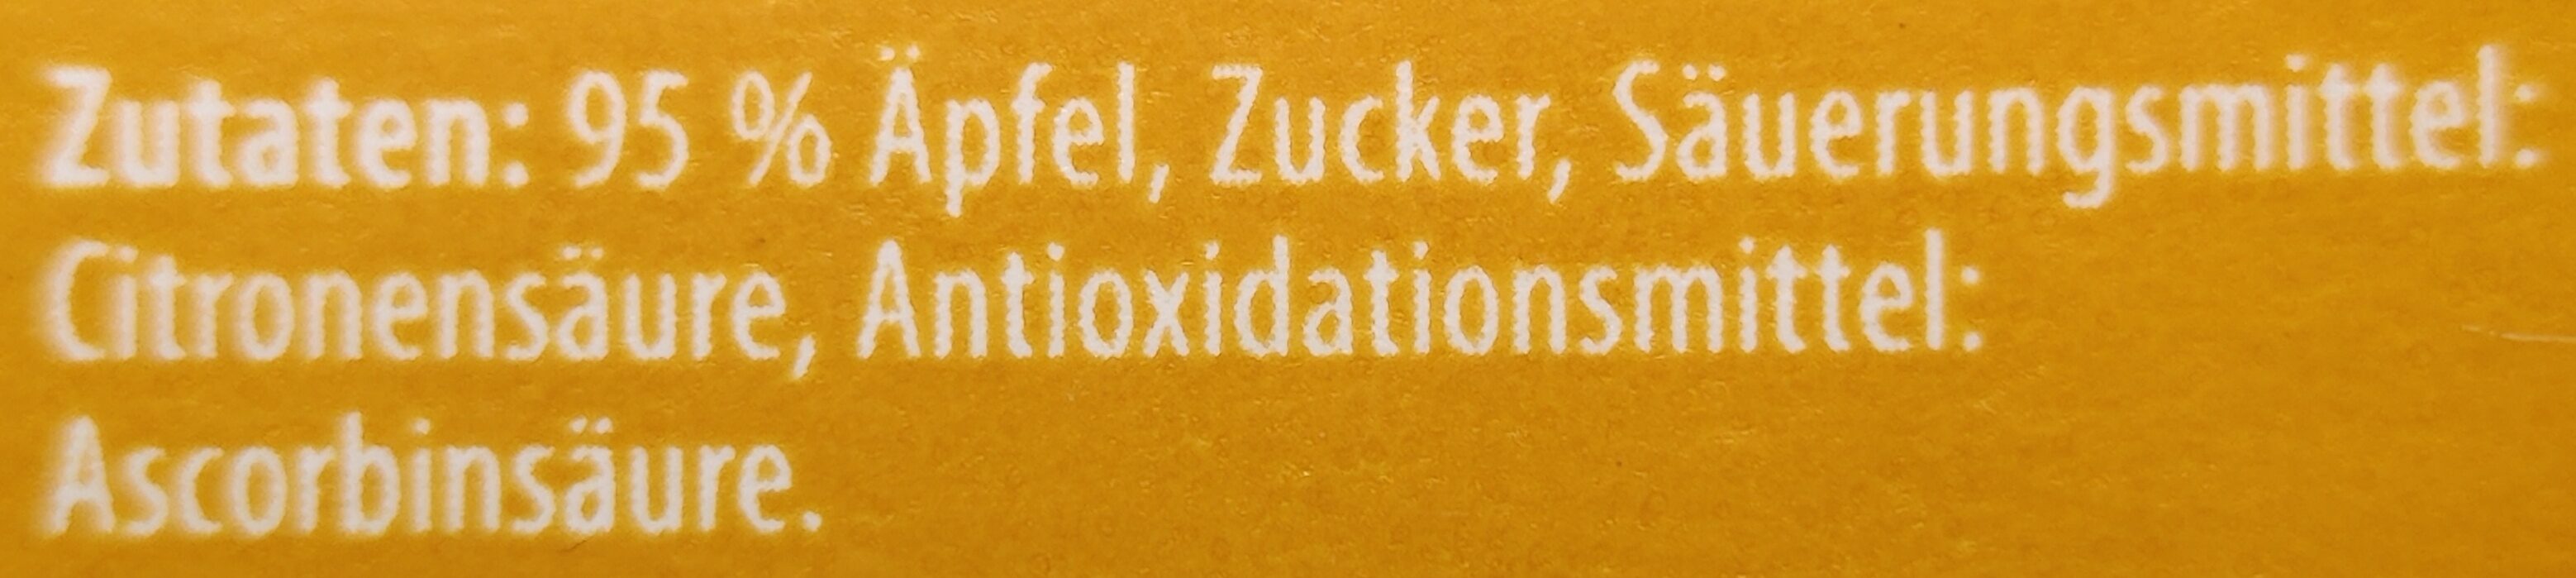 Zutaten: 95 % Äpfel, Zucker, Säuerungsmittel:
Citronensäure, Antioxidationsmittel:
Ascorbinsäure.